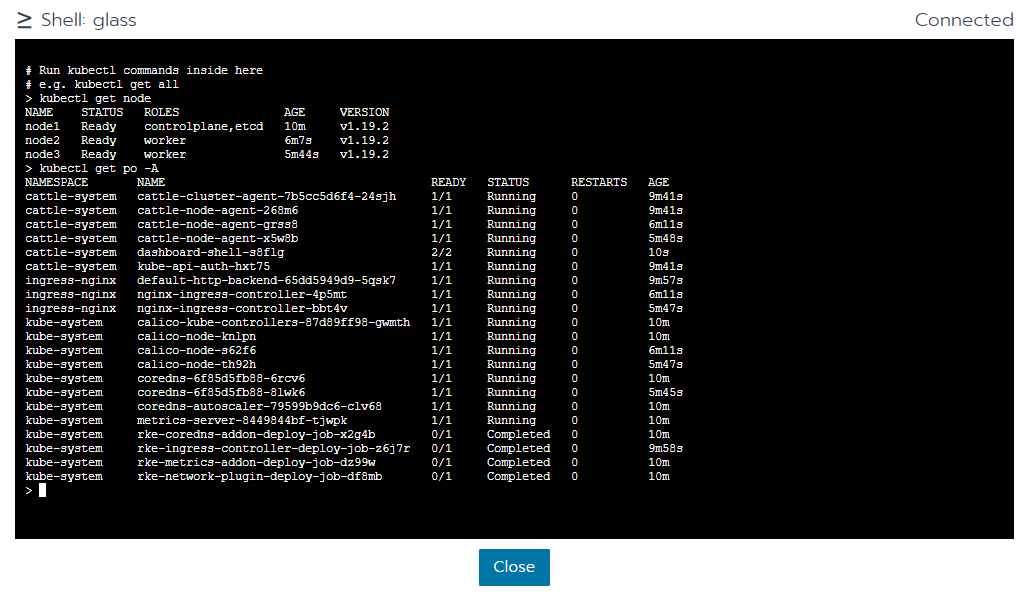 ≥ Shell: glass Connected
# Run kubectl commands inside here
# e.g. kubectl get all
> kubectl get node
NAME STATUS ROLES AGE VERSION
node1 Ready controlplane,etcd 10m v1.19.2
node2 Ready worker 6m7s v1.19.2
node3 Ready worker 5m44s v1.19.2
> kubectl get po -A
NAMESPACE NAME READY STATUS RESTARTS AGE
cattle-system cattle-cluster-agent-7b5cc5d6f4-24sjh 1/1 Running 0 9m41s
cattle-system cattle-node-agent-268m6 1/1 Running 0 9m41s
cattle-system cattle-node-agent-grss8 1/1 Running 0 6m11s
cattle-system cattle-node-agent-x5w8b 1/1 Running 0 5m48s
cattle-system dashboard-shell-s8flg 2/2 Running 0 10s
cattle-system kube-api-auth-hxt75 1/1 Running 0 9m41s
ingress-nginx default-http-backend-65dd5949d9-5qsk7 1/1 Running 0 9m57s
ingress-nginx nginx-ingress-controller-4p5mt 1/1 Running 0 6m11s
ingress-nginx nginx-ingress-controller-bbt4v 1/1 Running 0 5m47s
kube-system calico-kube-controllers-87d89ff98-gwmth 1/1 Running 0 10m
kube-system calico-node-knlpn 1/1 Running 0 10m
kube-system calico-node-s62f6 1/1 Running 0 6m11s
kube-system calico-node-th92h 1/1 Running 0 5m47s
kube-system coredns-6f85d5fb88-6rcv6 1/1 Running 0 10m
kube-system coredns-6f85d5fb88-8lwk6 1/1 Running 0 5m45s
kube-system coredns-autoscaler-79599b9dc6-clv68 1/1 Running 0 10m
kube-system metrics-server-8449844bf-tjwpk 1/1 Running 0 10m
kube-system rke-coredns-addon-deploy-job-x2g4b 0/1 Completed 0 10m
kube-system rke-ingress-controller-deploy-job-z6j7r 0/1 Completed 0 9m58s
kube-system rke-metrics-addon-deploy-job-dz99w 0/1 Completed 0 10m
kube-system rke-network-plugin-deploy-job-df8mb 0/1 Completed 0 10m
>
Close